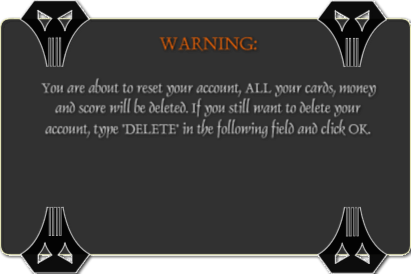 WARNING:
You are about to reset your account, ALL your cards, money
and score will be deleted. If you still want to delete your
account, type "DELETE" in the following field and click OK.